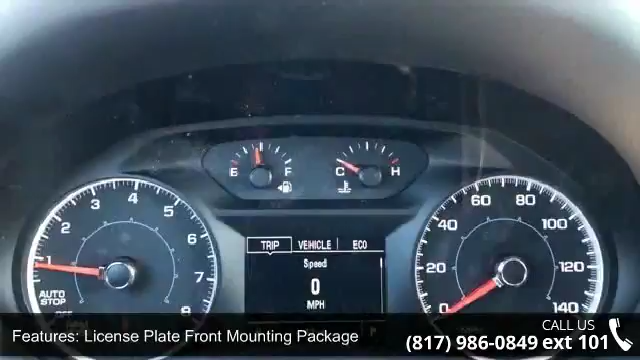 E F
C H
1 2 3 4 5 6 7 8
AUTO
STOP
TRIP VEHICLE ECO
Speed
0
MPH
0 20 40 60 80 100 120 140
P
Features: License Plate Front Mounting Package
CALL US
(817) 986-0849 ext 101